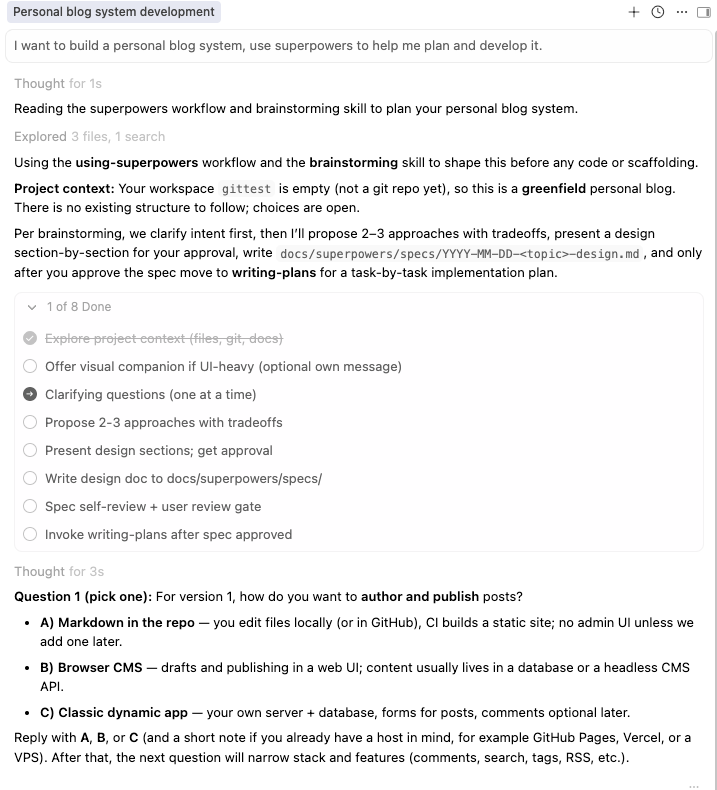 Personal blog system development
I want to build a personal blog system, use superpowers to help me plan and develop it.
Thought for 1s
Reading the superpowers workflow and brainstorming skill to plan your personal blog system.
Explored 3 files, 1 search
Using the using-superpowers workflow and the brainstorming skill to shape this before any code or scaffolding.
Project context: Your workspace gittest is empty (not a git repo yet), so this is a greenfield personal blog.
There is no existing structure to follow; choices are open.
Per brainstorming, we clarify intent first, then I'll propose 2–3 approaches with tradeoffs, present a design
section-by-section for your approval, write docs/superpowers/specs/YYYY-MM-DD-<topic>-design.md , and only
after you approve the spec move to writing-plans for a task-by-task implementation plan.
1 of 8 Done
Explore project context (files, git, docs)
Offer visual companion if UI-heavy (optional own message)
Clarifying questions (one at a time)
Propose 2-3 approaches with tradeoffs
Present design sections; get approval
Write design doc to docs/superpowers/specs/
Spec self-review + user review gate
Invoke writing-plans after spec approved
Thought for 3s
Question 1 (pick one): For version 1, how do you want to author and publish posts?
• A) Markdown in the repo — you edit files locally (or in GitHub), CI builds a static site; no admin UI unless we
add one later.
• B) Browser CMS — drafts and publishing in a web UI; content usually lives in a database or a headless CMS
API.
• C) Classic dynamic app — your own server + database, forms for posts, comments optional later.
Reply with A, B, or C (and a short note if you already have a host in mind, for example GitHub Pages, Vercel, or a
VPS). After that, the next question will narrow stack and features (comments, search, tags, RSS, etc.).